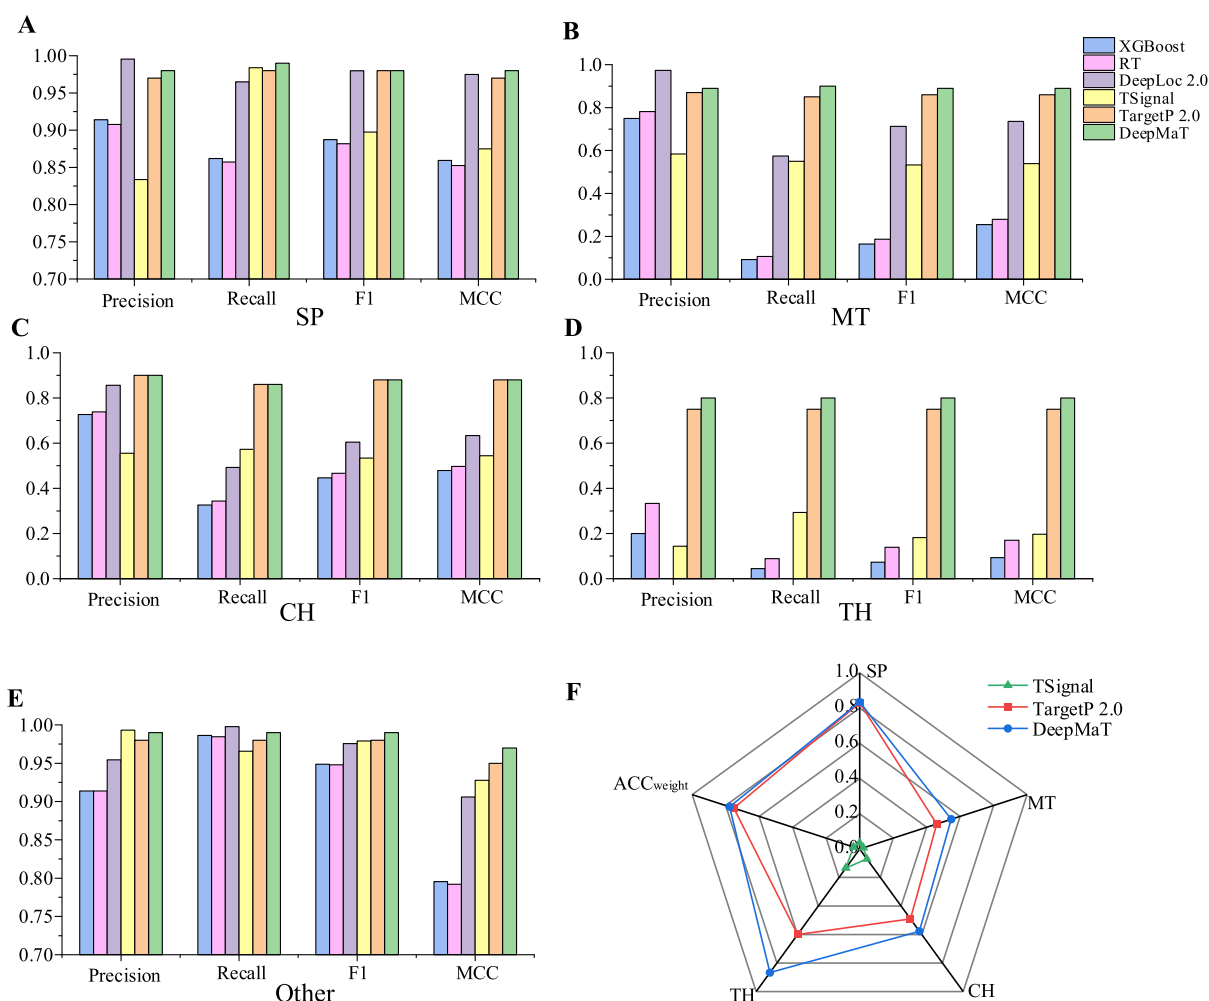 A
1.00
0.95
0.90
0.85
0.80
0.75
0.70
Precision
Recall
F1
MCC
SP
B
1.0
0.8
0.6
0.4
0.2
0.0
Precision
Recall
F1
MCC
MT
XGBoost
RT
DeepLoc 2.0
TSignal
TargetP 2.0
DeepMaT
C
1.0
0.8
0.6
0.4
0.2
0.0
Precision
Recall
F1
MCC
CH
D
1.0
0.8
0.6
0.4
0.2
0.0
Precision
Recall
F1
MCC
TH
E
1.00
0.95
0.90
0.85
0.80
0.75
0.70
Precision
Recall
F1
MCC
Other
F
1.0
0.8
0.6
0.4
0.2
0.0
SP
MT
CH
TH
ACCweight
TSignal
TargetP 2.0
DeepMaT